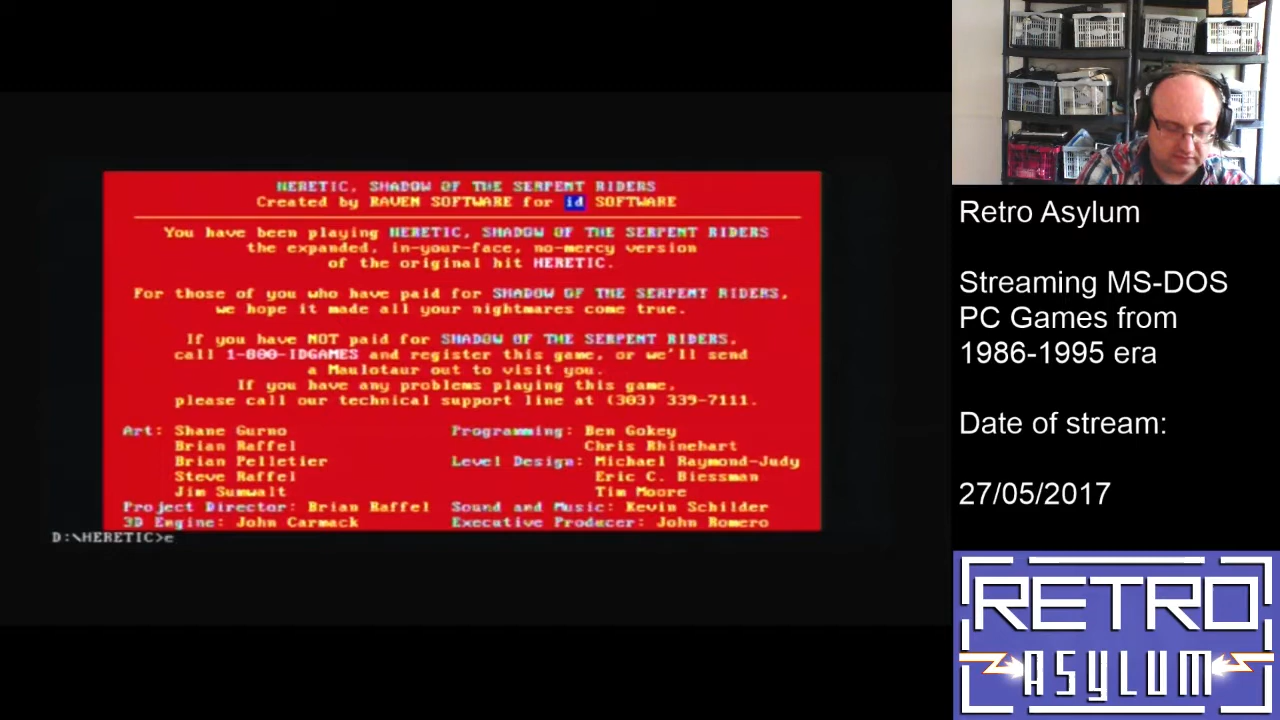 HERETIC, SHADOW OF THE SERPENT RIDERS
Created by RAVEN SOFTWARE for id SOFTWARE
You have been playing HERETIC, SHADOW OF THE SERPENT RIDERS
the expanded, in-your-face, no-mercy version
of the original hit HERETIC.
For those of you who have paid for SHADOW OF THE SERPENT RIDERS,
we hope it made all your nightmares come true.
If you have NOT paid for SHADOW OF THE SERPENT RIDERS,
call 1-800-IDGAMES and register this game, or we'll send
a Maulotaur out to visit you.
If you have any problems playing this game,
please call our technical support line at (303) 339-7111.
Art: Shane Gurno Programming: Ben Gokey
Brian Raffel Chris Rhinehart
Brian Pelletier Level Design: Michael Raymond-Judy
Steve Raffel Eric C. Biessman
Jim Sumwalt Tim Moore
Project Director: Brian Raffel Sound and Music: Kevin Schilder
3D Engine: John Carmack Executive Producer: John Romero
D:\HERETIC>e
Retro Asylum
Streaming MS-DOS
PC Games from
1986-1995 era
Date of stream:
27/05/2017
RETRO
ASYLUM